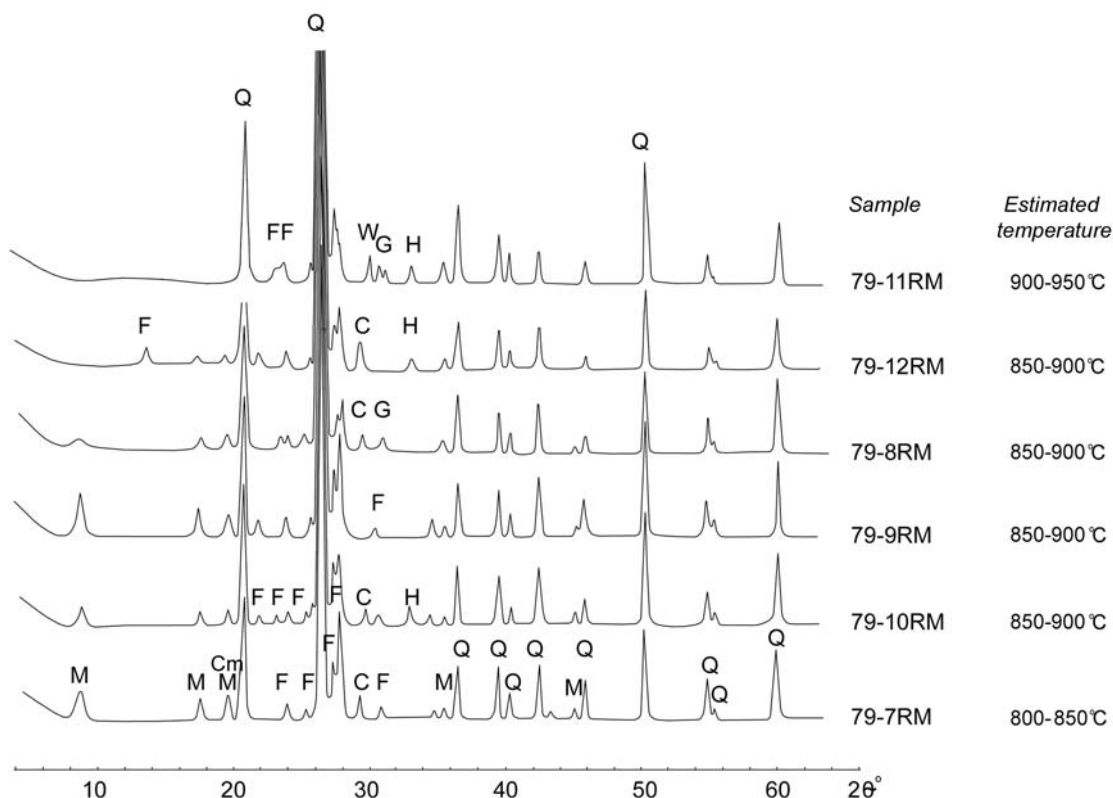 Q
Q
Q
Sample
Estimated
temperature
F F W G H
79-11RM 900-950°C
F C H
79-12RM 850-900°C
C G
79-8RM 850-900°C
F
79-9RM 850-900°C
F F F F C H
79-10RM 850-900°C
M M Cm M F F F C F M Q Q Q Q M Q Q Q Q
79-7RM 800-850°C
10 20 30 40 50 60 2θ°